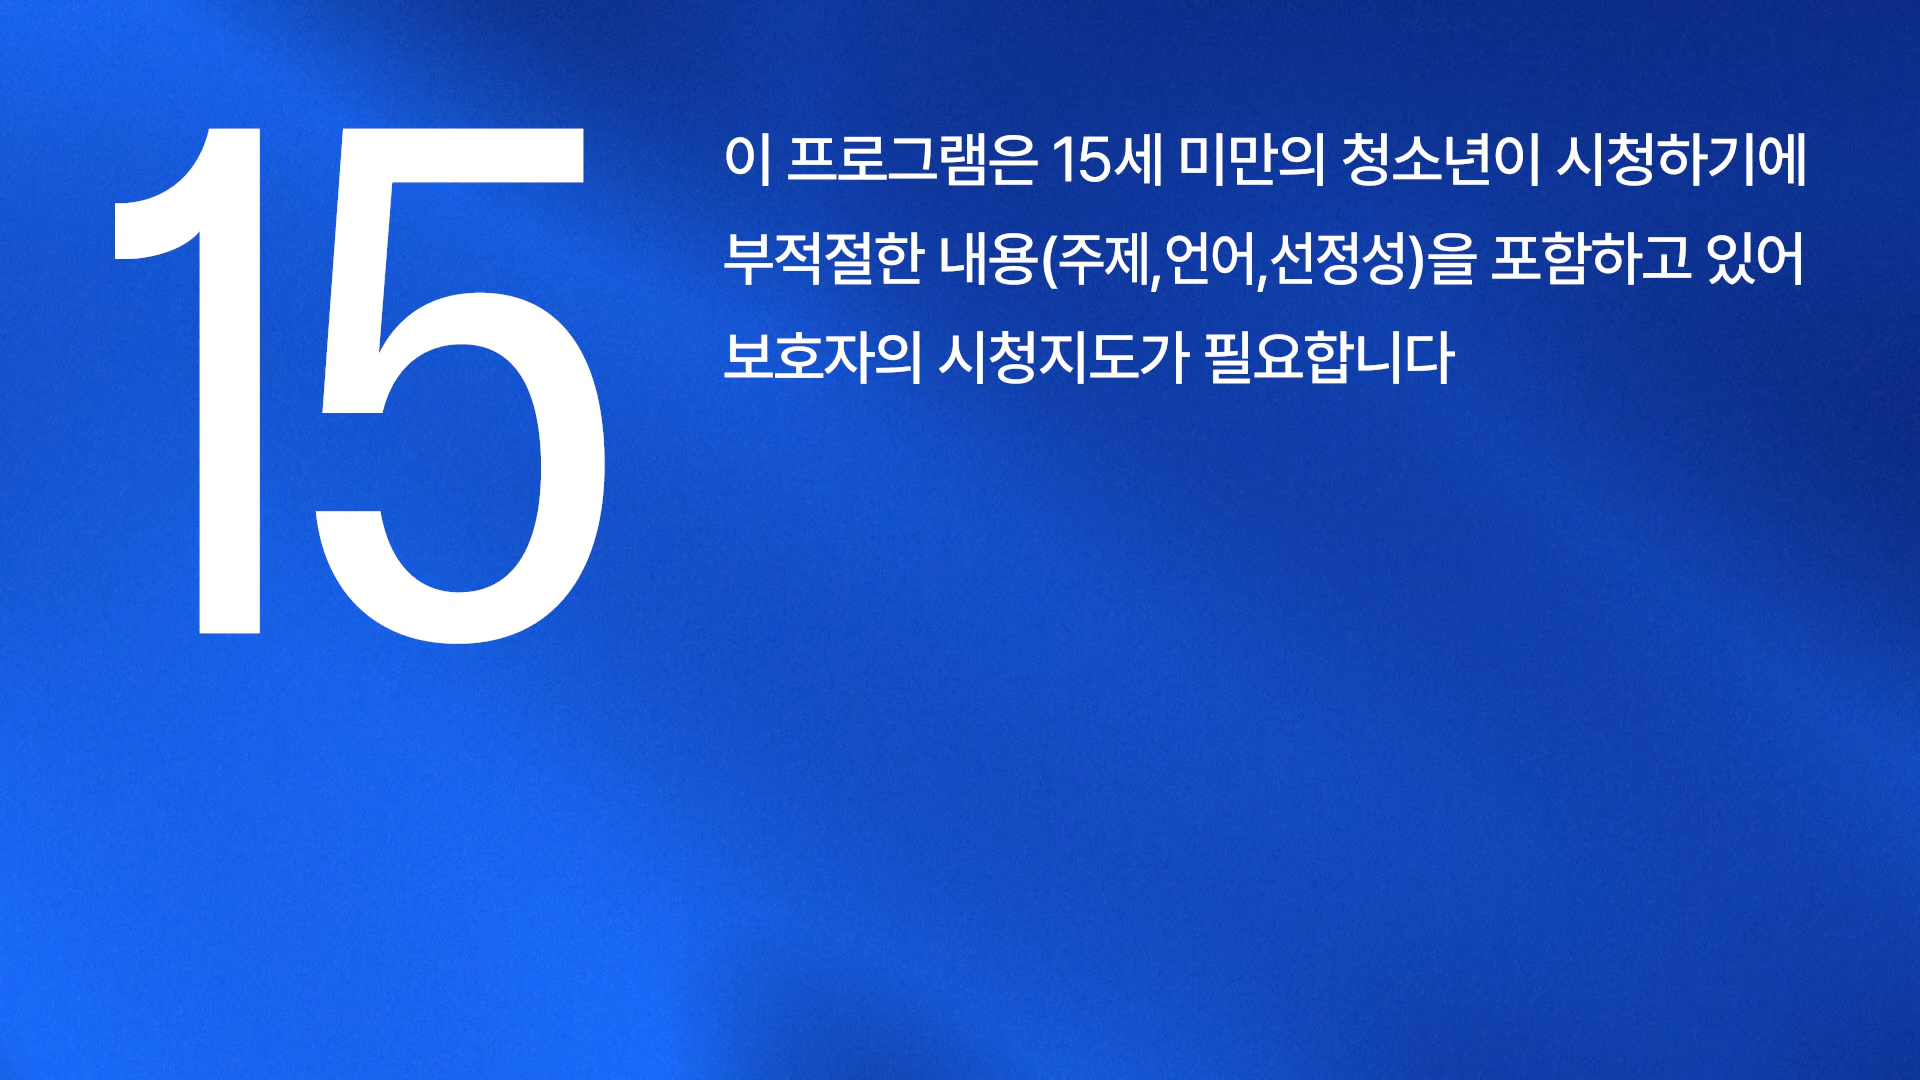 15
이 프로그램은 15세 미만의 청소년이 시청하기에
부적절한 내용(주제,언어,선정성)을 포함하고 있어
보호자의 시청지도가 필요합니다